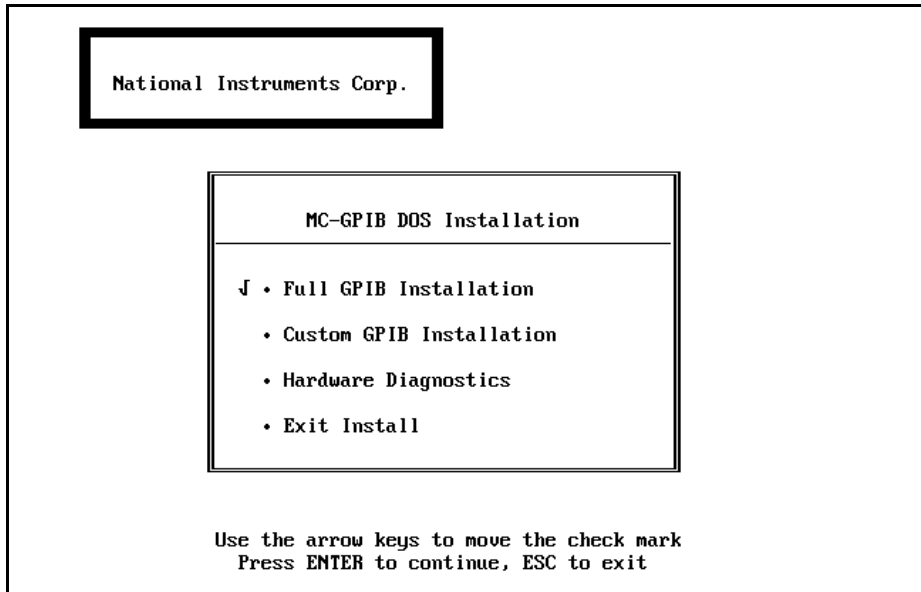 National Instruments Corp.
MC-GPIB DOS Installation
√ • Full GPIB Installation
• Custom GPIB Installation
• Hardware Diagnostics
• Exit Install
Use the arrow keys to move the check mark
Press ENTER to continue, ESC to exit